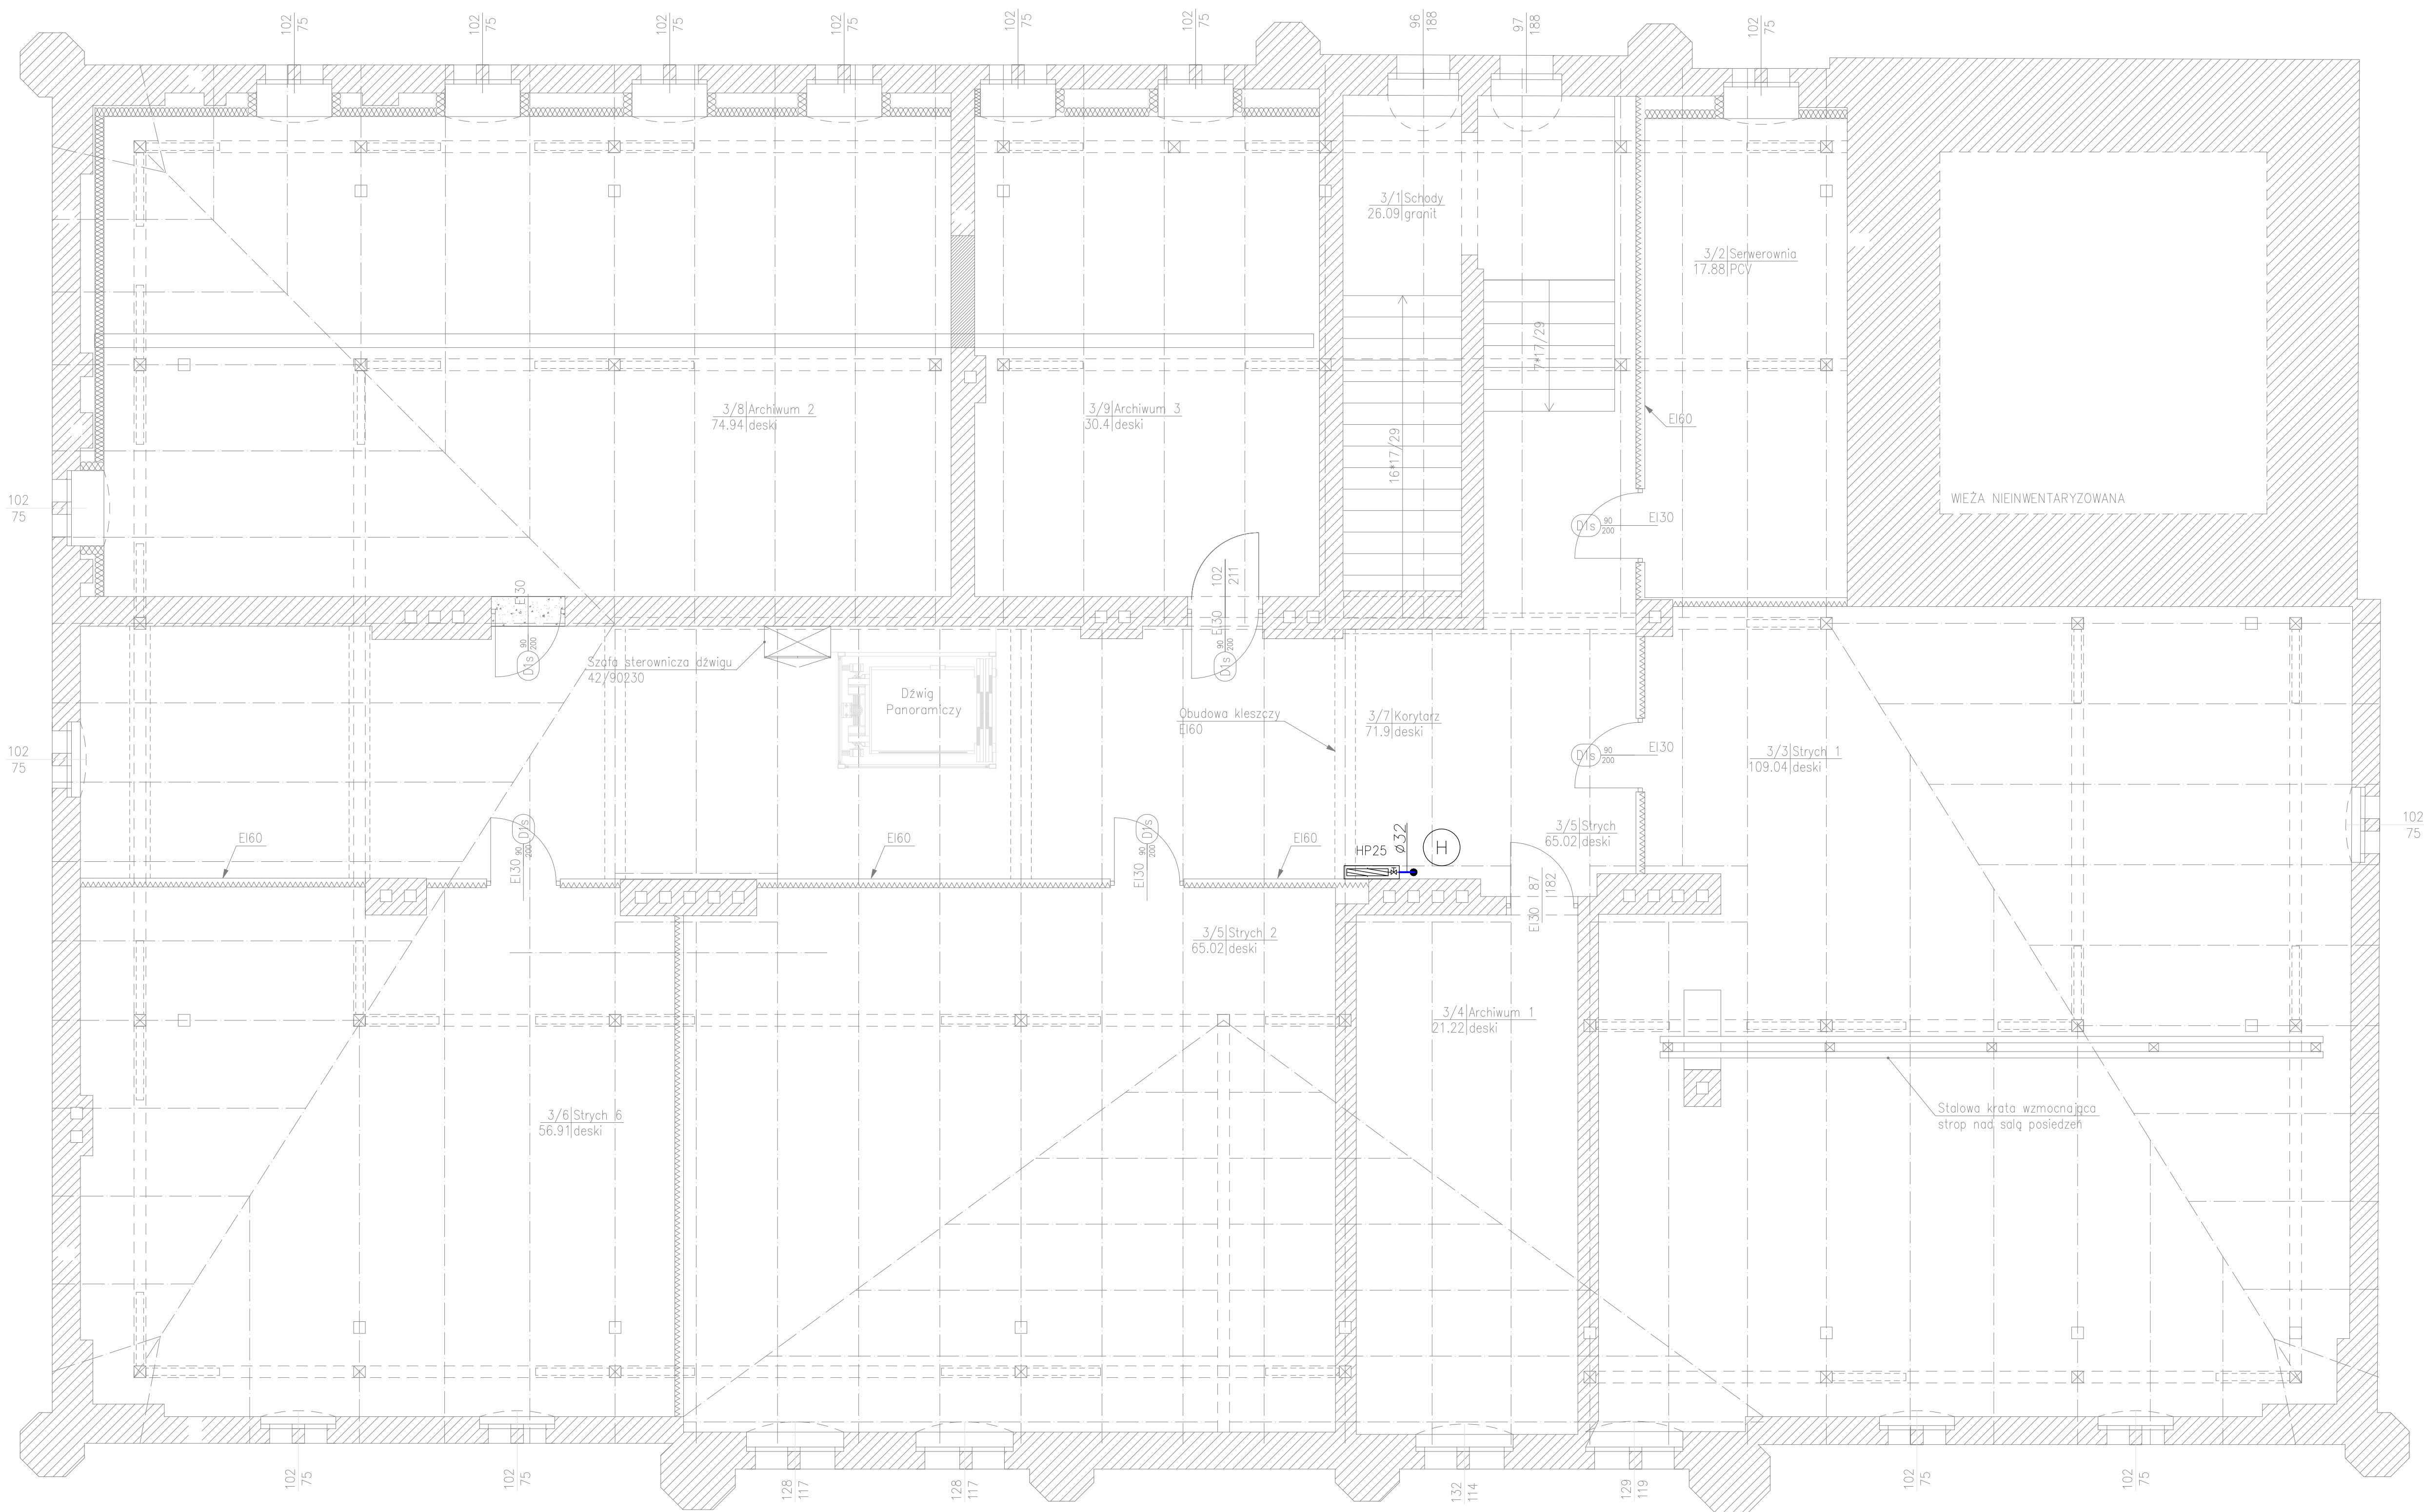 102
75
102
75
102
75
102
75
102
75
102
75
96
188
97
188
102
75
3/1 Schody
26.09 granit
3/2 Serwerownia
17.88 PCV
7*17/29
16*17/29
3/8 Archiwum 2
74.94 deski
3/9 Archiwum 3
30.4 deski
EI60
102
75
WIEŻA NIEINWENTARYZOWANA
D1s 90
200
EI30
EI30
D1s 90
200
EI30 102
211
D1s 90
200
Szafa sterownicza dźwigu
42/90230
Dźwig
Panoramiczy
Obudowa kleszczy
EI60
3/7 Korytarz
71.9 deski
D1s 90
200
EI30
3/3 Strych 1
109.04 deski
102
75
102
75
EI60
EI30 90
200
D1s
EI60
EI30 90
200
D1s
EI60
HP25
ø32
H
3/5 Strych
65.02 deski
EI30 87
182
3/5 Strych 2
65.02 deski
3/4 Archiwum 1
21.22 deski
3/6 Strych 6
56.91 deski
Stalowa krata wzmocnająca
strop nad salą posiedzeń
102
75
102
75
128
117
128
117
132
114
129
119
102
75
102
75